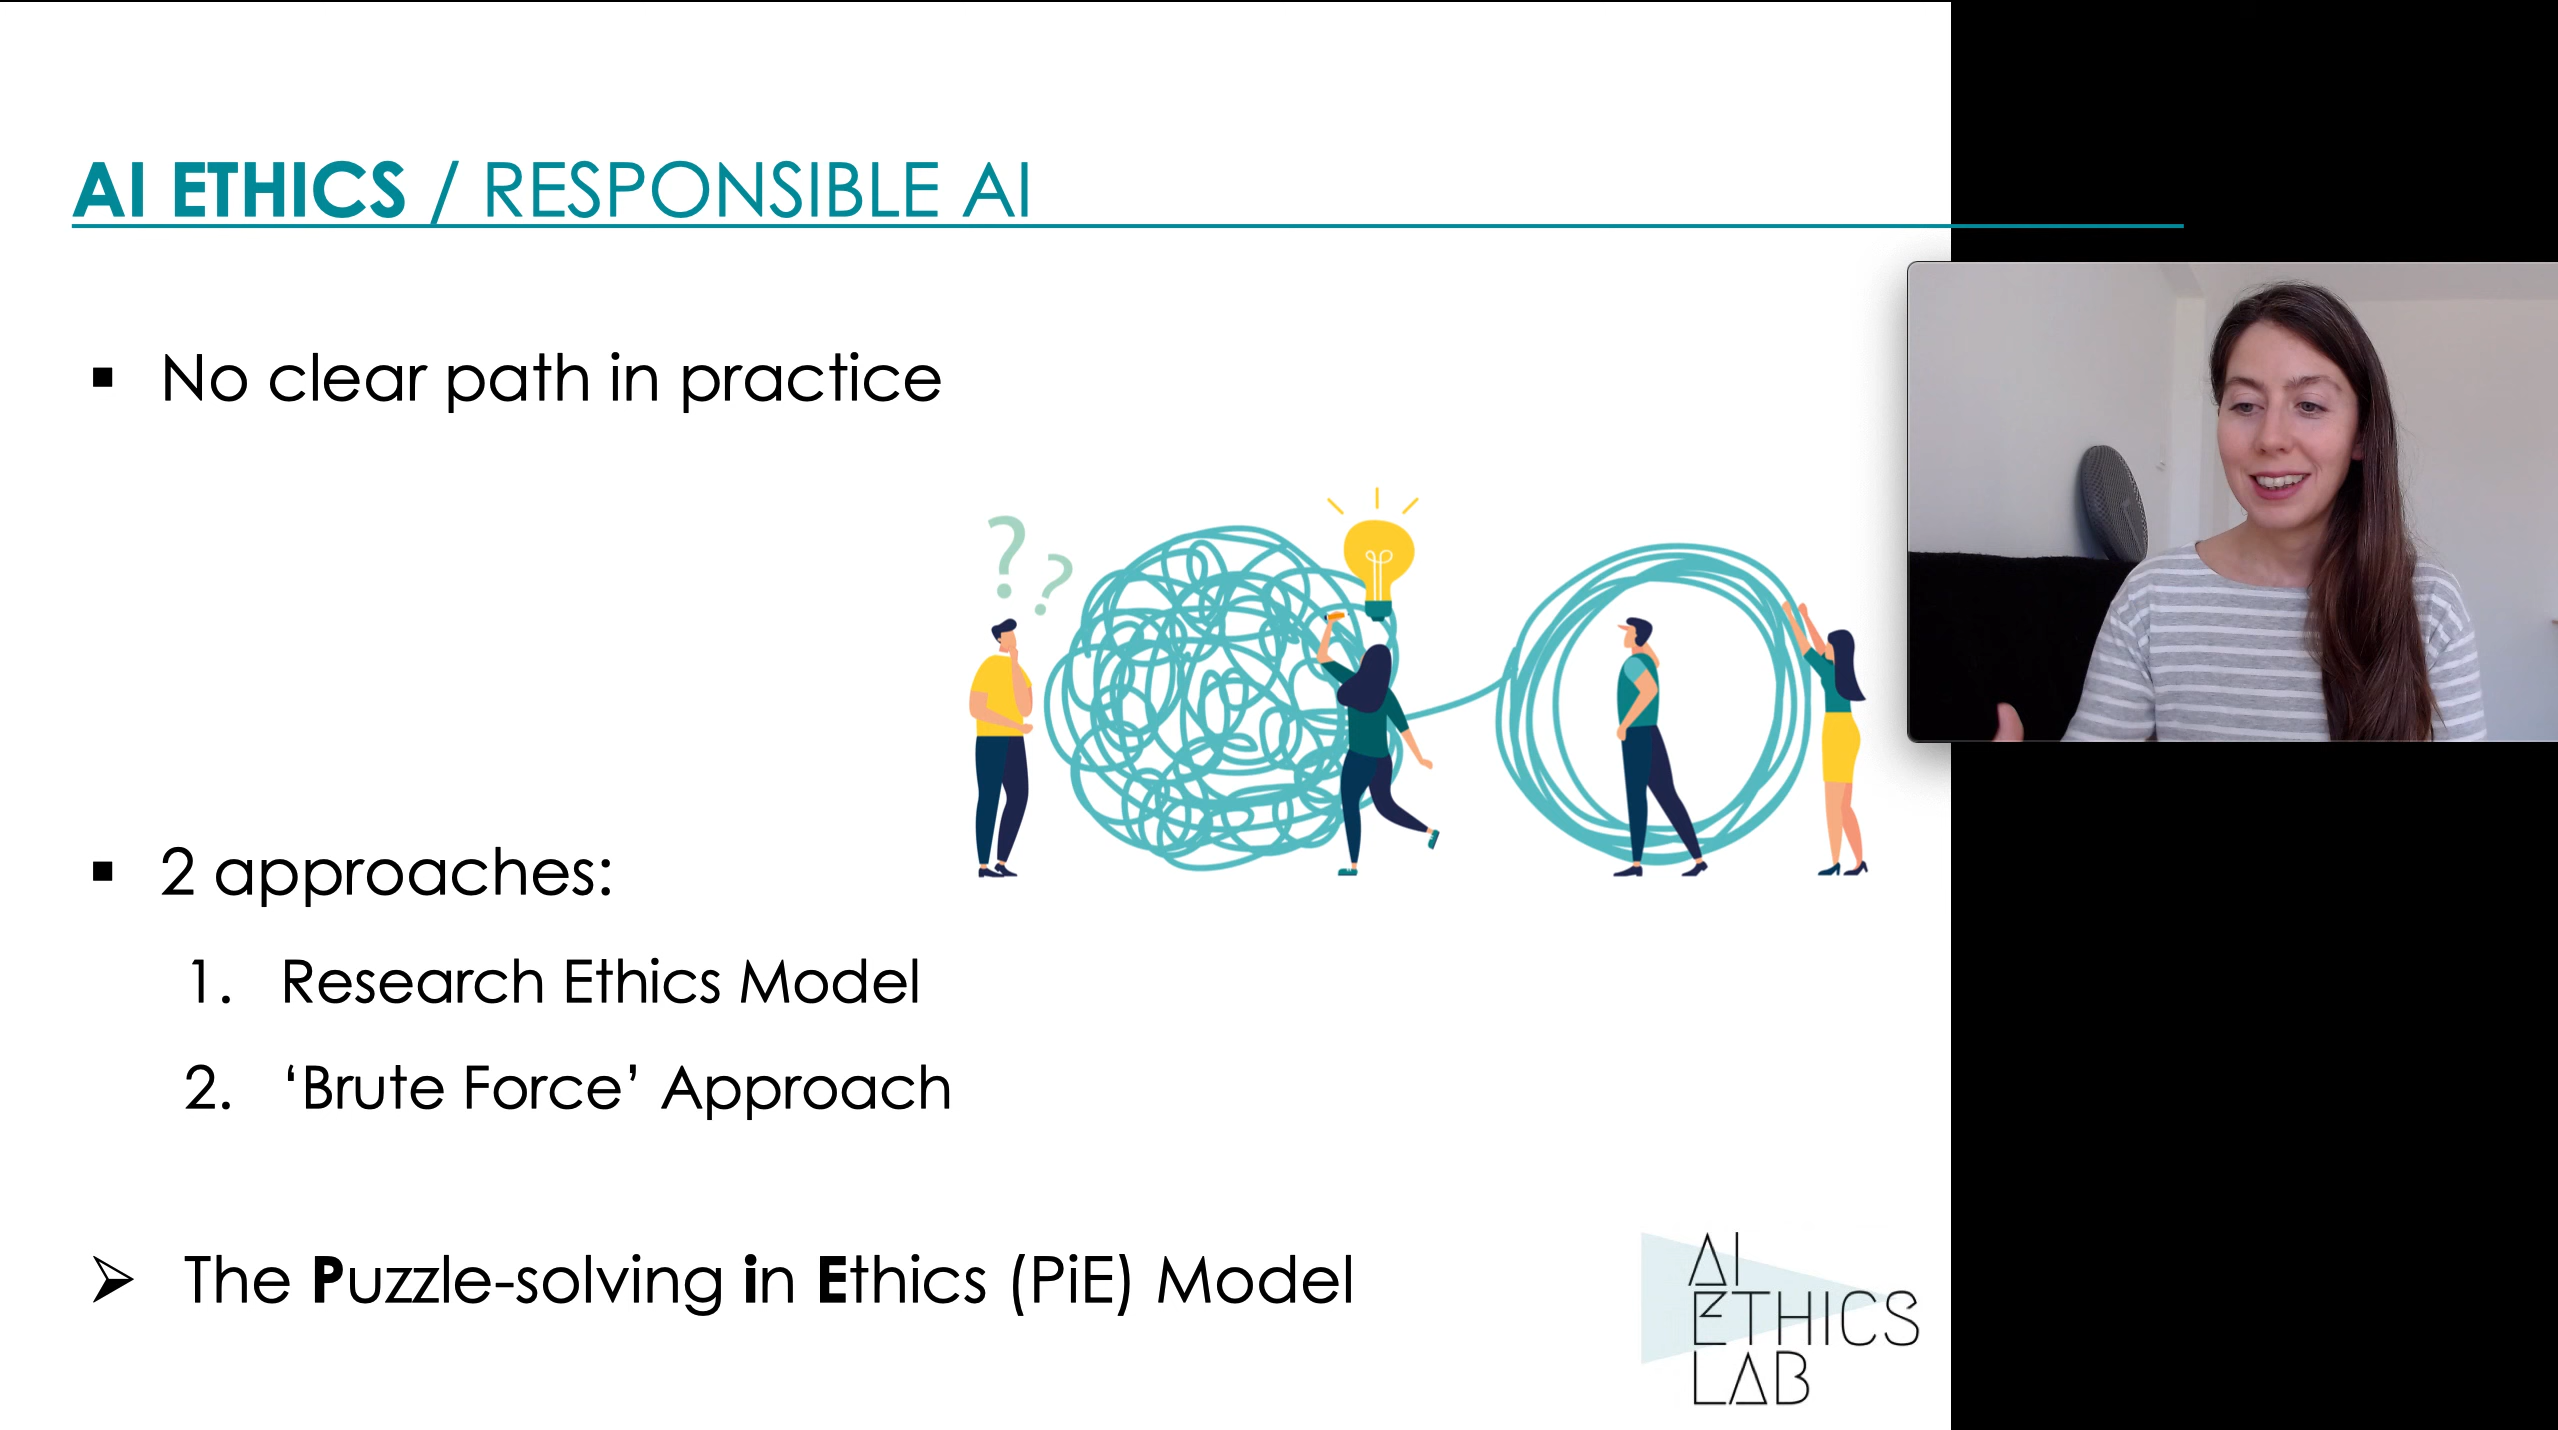 AI ETHICS / RESPONSIBLE AI
▪ No clear path in practice
? ?
▪ 2 approaches:
1. Research Ethics Model
2. ‘Brute Force’ Approach
➢ The Puzzle-solving in Ethics (PiE) Model
AI
ETHICS
LAB